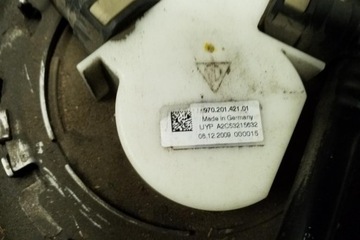 970.201.421.01
Made in Germany
UYP A2C53215632
08.12.2009 000015